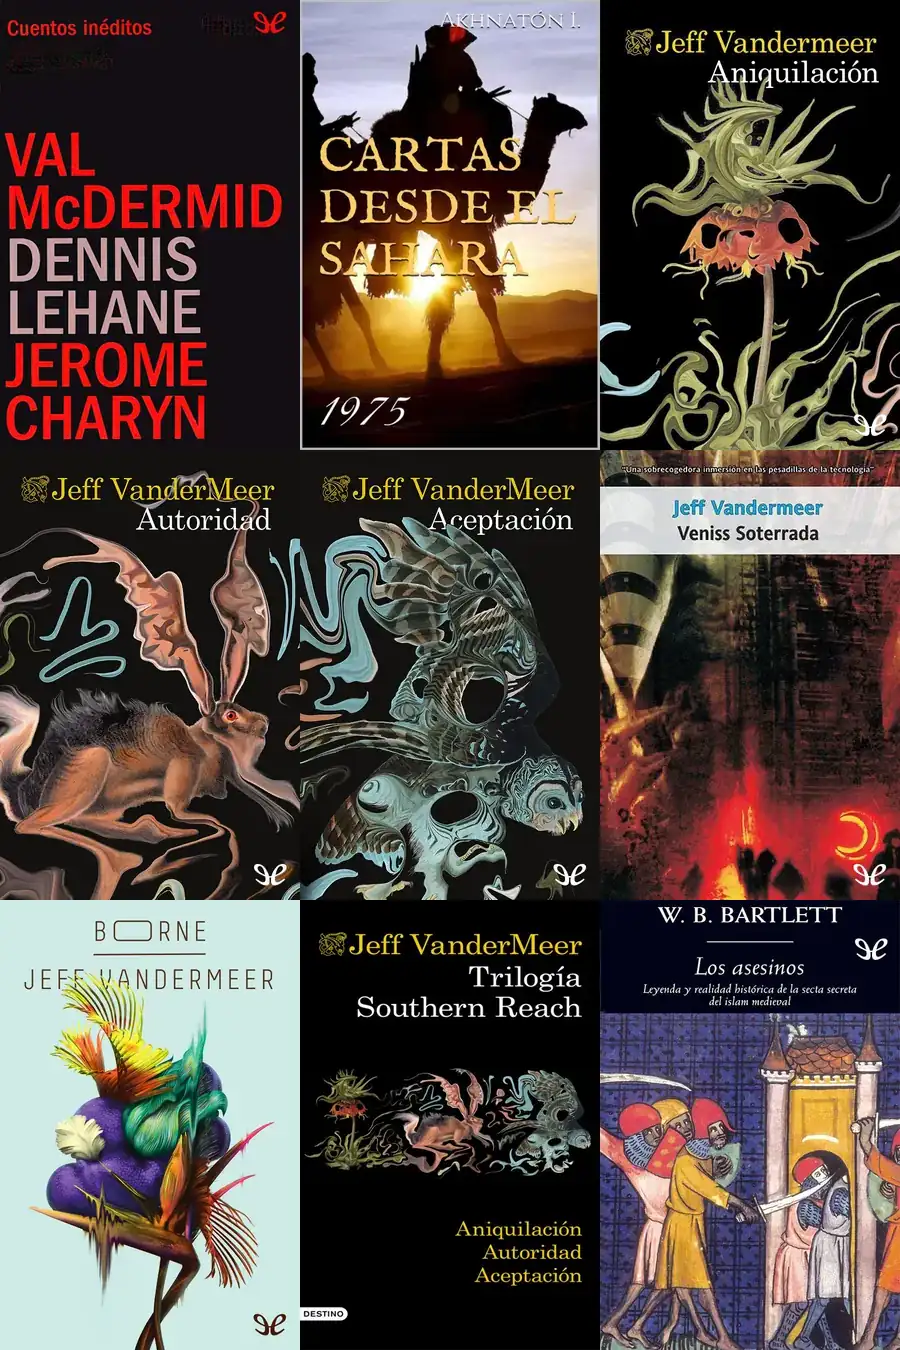 Cuentos inéditos
VAL
McDERMID
DENNIS
LEHANE
JEROME
CHARYN
AKHNATÓN I.
CARTAS
DESDE EL
SAHARA
1975
Jeff Vandermeer
Aniquilación
Jeff VanderMeer
Autoridad
Jeff VanderMeer
Aceptación
"Una sobrecogedora inmersión en las pesadillas de la tecnología"
Jeff Vandermeer
Veniss Soterrada
BORNE
JEFF VANDERMEER
Jeff VanderMeer
Trilogía
Southern Reach
Aniquilación
Autoridad
Aceptación
DESTINO
W. B. BARTLETT
Los asesinos
Leyenda y realidad histórica de la secta secreta
del islam medieval